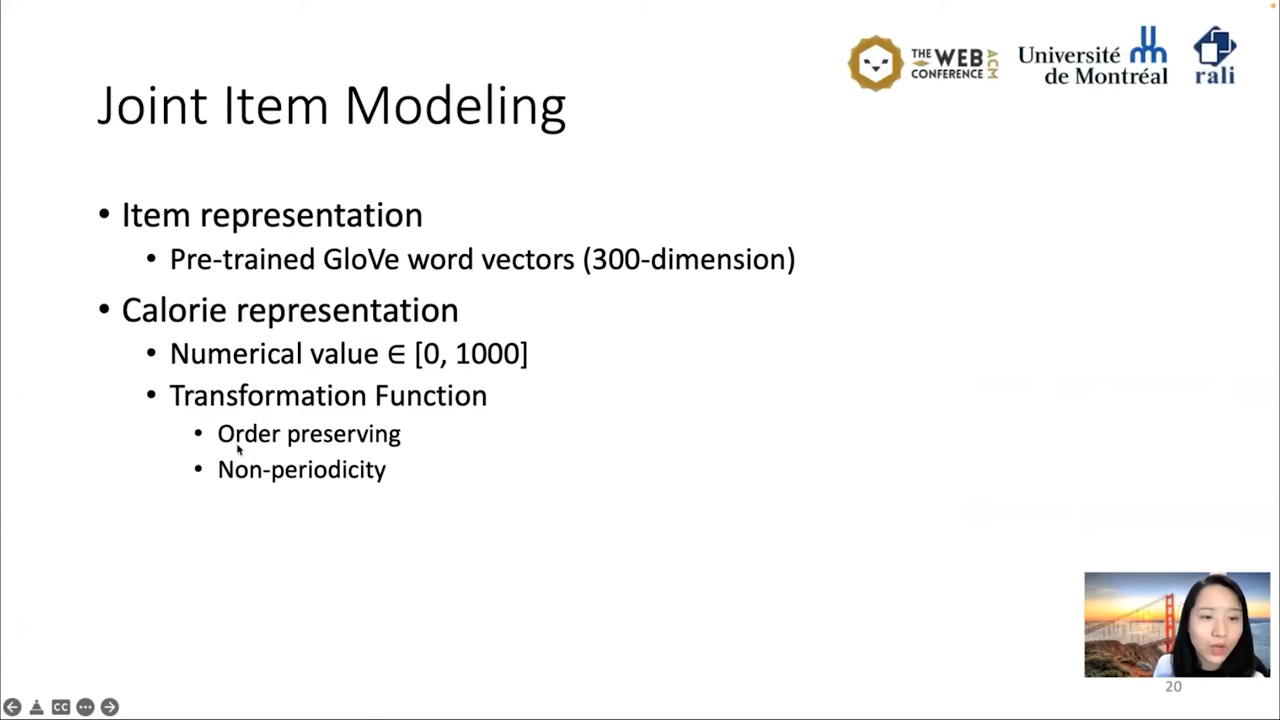 THE WEB CONFERENCE ACM
Université de Montréal
rali
Joint Item Modeling
• Item representation
• Pre-trained GloVe word vectors (300-dimension)
• Calorie representation
• Numerical value ∈ [0, 1000]
• Transformation Function
• Order preserving
• Non-periodicity
20
CC